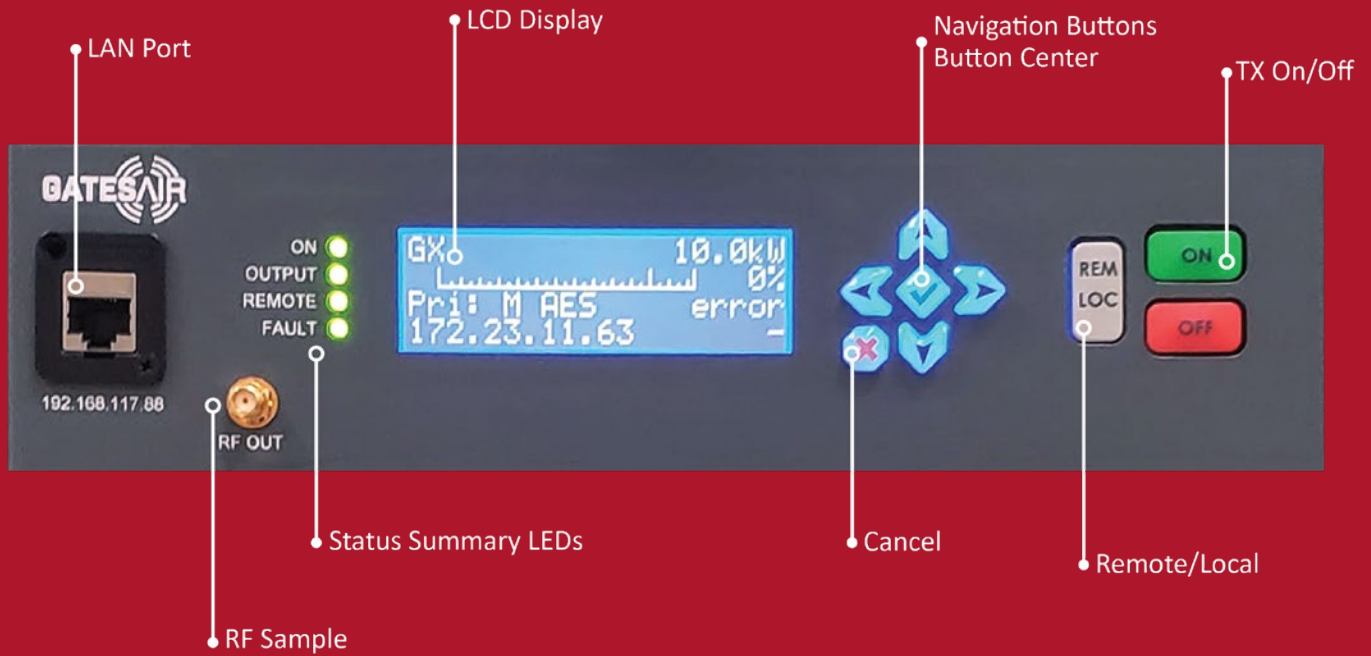 LCD Display
LAN Port
Navigation Buttons
Button Center
TX On/Off
GATESAIR
ON
OUTPUT
REMOTE
FAULT
GX 10.0kW
0%
Pri: M AES error
172.23.11.63 _
REM
LOC
ON
OFF
192.168.117.88
RF OUT
Status Summary LEDs
Cancel
Remote/Local
RF Sample